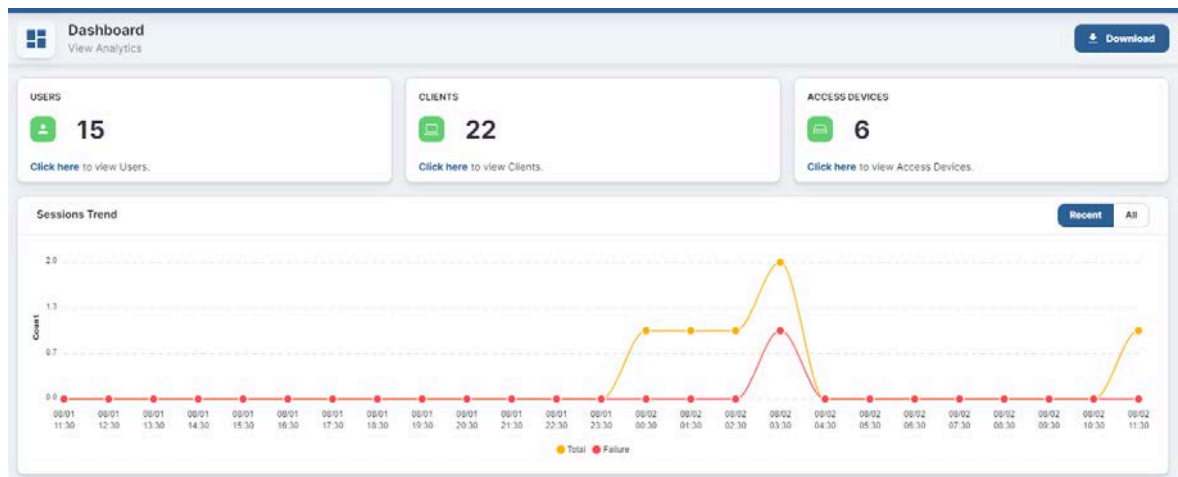 Dashboard
View Analytics
Download
USERS
15
Click here to view Users.
CLIENTS
22
Click here to view Clients.
ACCESS DEVICES
6
Click here to view Access Devices.
Sessions Trend
Recent All
2.0
1.3
0.7
0.0
Count
08/01 08/01 08/01 08/01 08/01 08/01 08/01 08/01 08/01 08/01 08/01 08/01 08/01 08/02 08/02 08/02 08/02 08/02 08/02 08/02 08/02 08/02 08/02 08/02 08/02
11:30 12:30 13:30 14:30 15:30 16:30 17:30 18:30 19:30 20:30 21:30 22:30 23:30 00:30 01:30 02:30 03:30 04:30 05:30 06:30 07:30 08:30 09:30 10:30 11:30
Total Failure